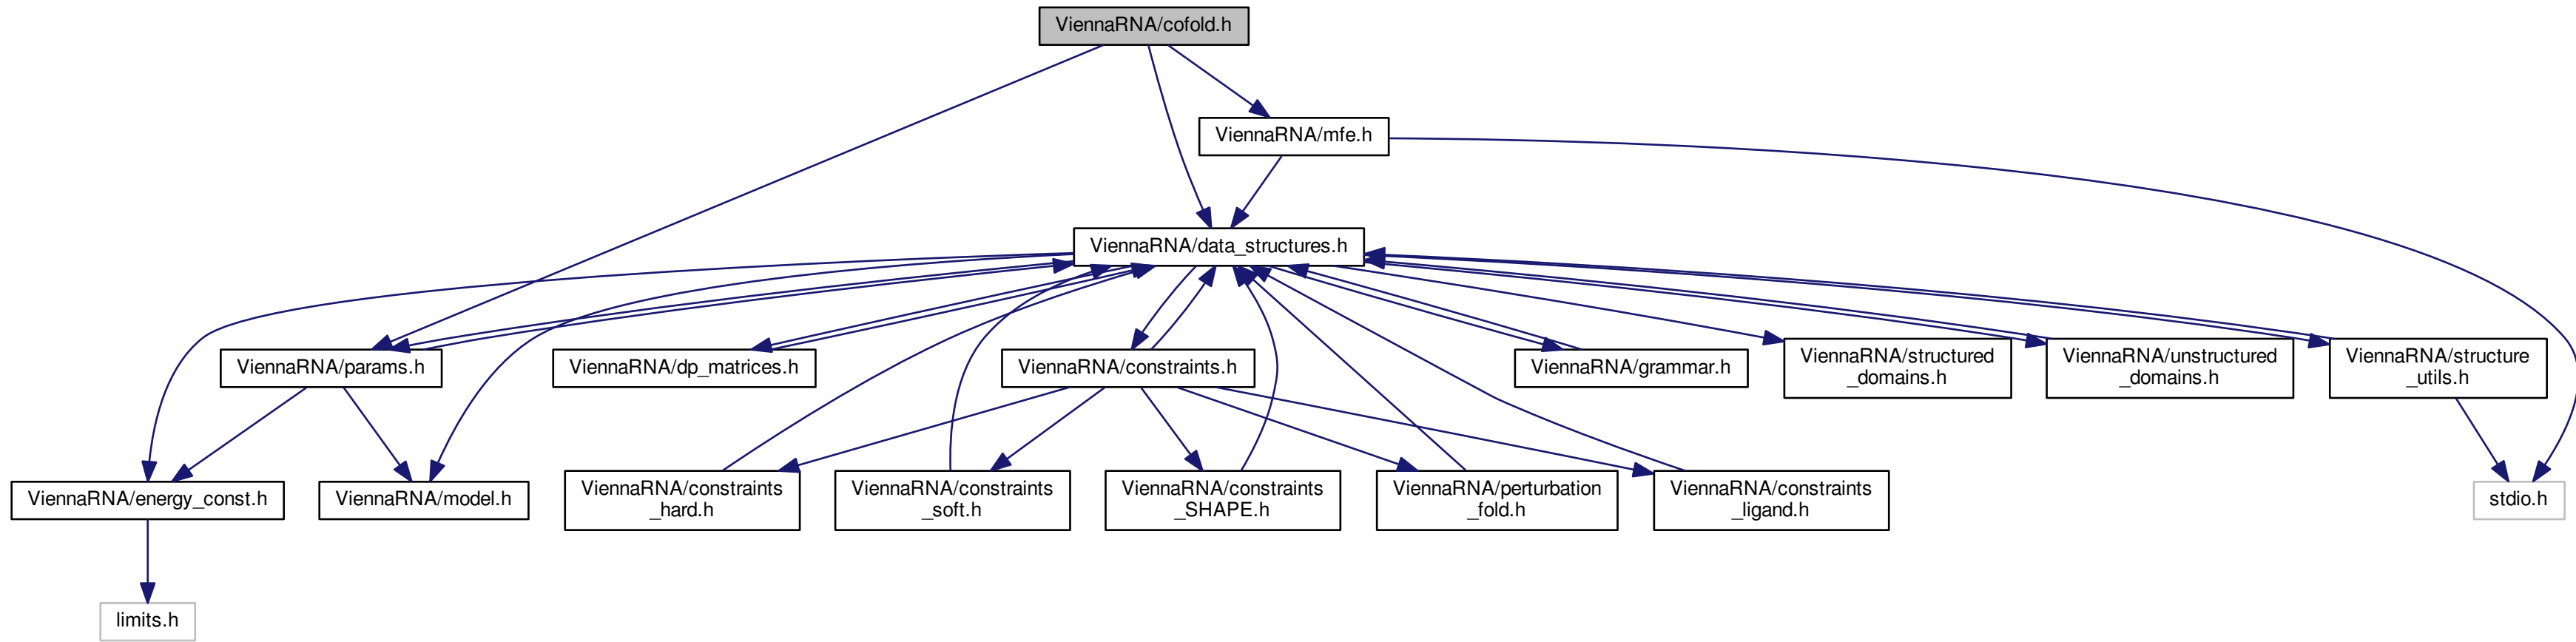 ViennaRNA/cofold.h
ViennaRNA/mfe.h
ViennaRNA/data_structures.h
ViennaRNA/params.h
ViennaRNA/dp_matrices.h
ViennaRNA/constraints.h
ViennaRNA/grammar.h
ViennaRNA/structured
_domains.h
ViennaRNA/unstructured
_domains.h
ViennaRNA/structure
_utils.h
ViennaRNA/energy_const.h
ViennaRNA/model.h
ViennaRNA/constraints
_hard.h
ViennaRNA/constraints
_soft.h
ViennaRNA/constraints
_SHAPE.h
ViennaRNA/perturbation
_fold.h
ViennaRNA/constraints
_ligand.h
stdio.h
limits.h